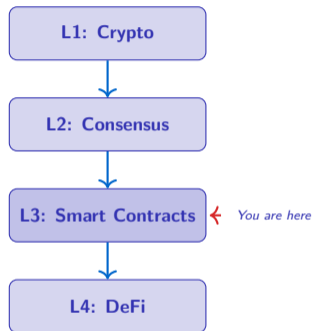 L1: Crypto
L2: Consensus
L3: Smart Contracts
You are here
L4: DeFi